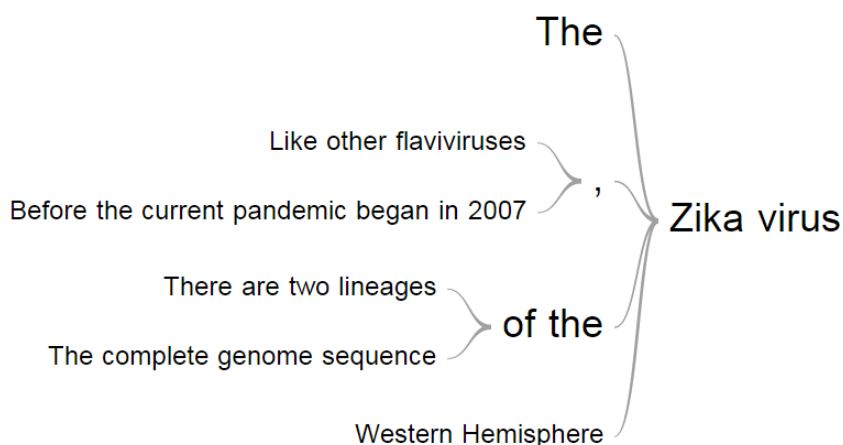 The
Like other flaviviruses
,
Before the current pandemic began in 2007
Zika virus
There are two lineages
of the
The complete genome sequence
Western Hemisphere